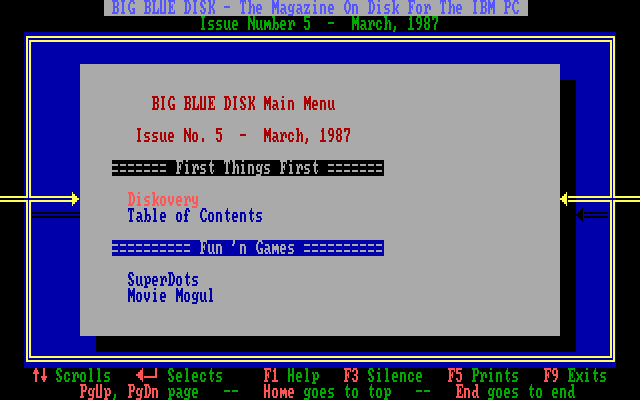 BIG BLUE DISK - The Magazine On Disk For The IBM PC
Issue Number 5 - March, 1987
BIG BLUE DISK Main Menu
Issue No. 5 - March, 1987
======= First Things First =======
Diskovery
Table of Contents
========== Fun 'n Games ==========
SuperDots
Movie Mogul
↑↓ Scrolls ◄─┘ Selects F1 Help F3 Silence F5 Prints F9 Exits
PgUp, PgDn page -- Home goes to top -- End goes to end